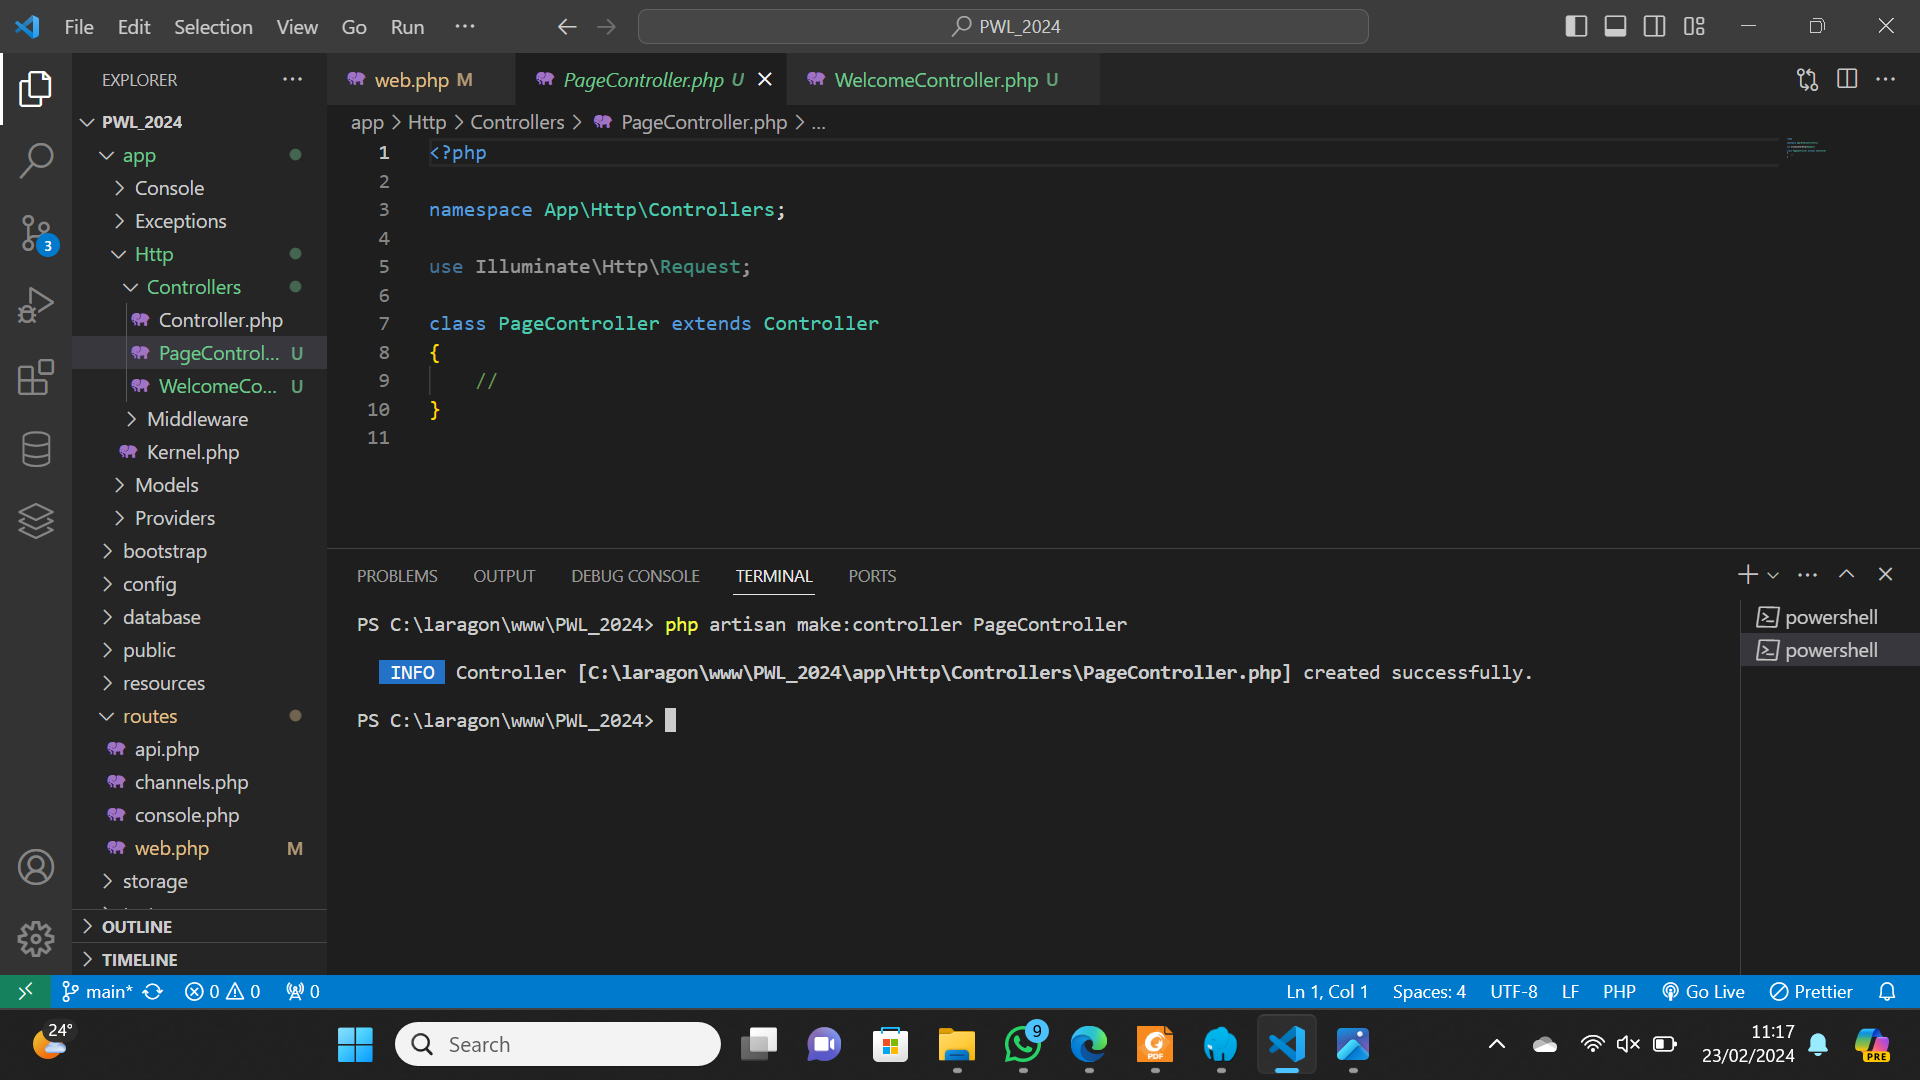 File Edit Selection View Go Run ··· PWL_2024
EXPLORER ···
PWL_2024
app
Console
Exceptions
Http
Controllers
Controller.php
PageControl... U
WelcomeCo... U
Middleware
Kernel.php
Models
Providers
bootstrap
config
database
public
resources
routes
api.php
channels.php
console.php
web.php M
storage
OUTLINE
TIMELINE
web.php M PageController.php U WelcomeController.php U
app > Http > Controllers > PageController.php > ...
1 <?php
2
3 namespace App\Http\Controllers;
4
5 use Illuminate\Http\Request;
6
7 class PageController extends Controller
8 {
9 //
10 }
11
PROBLEMS OUTPUT DEBUG CONSOLE TERMINAL PORTS
PS C:\laragon\www\PWL_2024> php artisan make:controller PageController
INFO Controller [C:\laragon\www\PWL_2024\app\Http\Controllers\PageController.php] created successfully.
PS C:\laragon\www\PWL_2024>
powershell
powershell
3
main* 0 0 0 Ln 1, Col 1 Spaces: 4 UTF-8 LF PHP Go Live Prettier
24° Search 9 PDF 11:17 PRE
23/02/2024